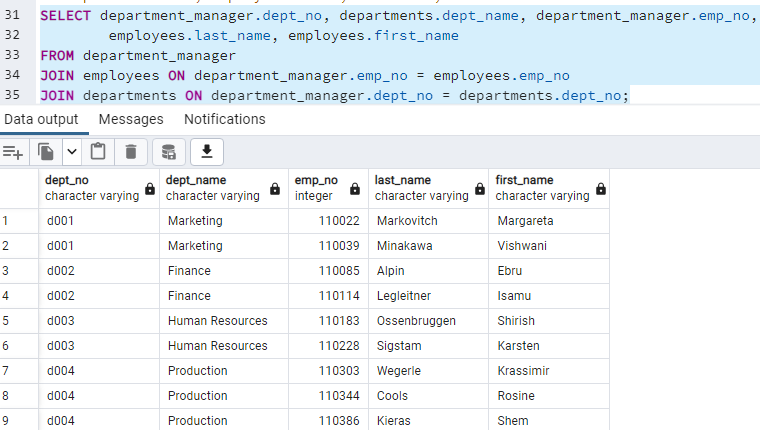 31 SELECT department_manager.dept_no, departments.dept_name, department_manager.emp_no,
32 employees.last_name, employees.first_name
33 FROM department_manager
34 JOIN employees ON department_manager.emp_no = employees.emp_no
35 JOIN departments ON department_manager.dept_no = departments.dept_no;
Data output Messages Notifications
dept_no dept_name emp_no last_name first_name
character varying character varying integer character varying character varying
1 d001 Marketing 110022 Markovitch Margareta
2 d001 Marketing 110039 Minakawa Vishwani
3 d002 Finance 110085 Alpin Ebru
4 d002 Finance 110114 Legleitner Isamu
5 d003 Human Resources 110183 Ossenbruggen Shirish
6 d003 Human Resources 110228 Sigstam Karsten
7 d004 Production 110303 Wegerle Krassimir
8 d004 Production 110344 Cools Rosine
9 d004 Production 110386 Kieras Shem